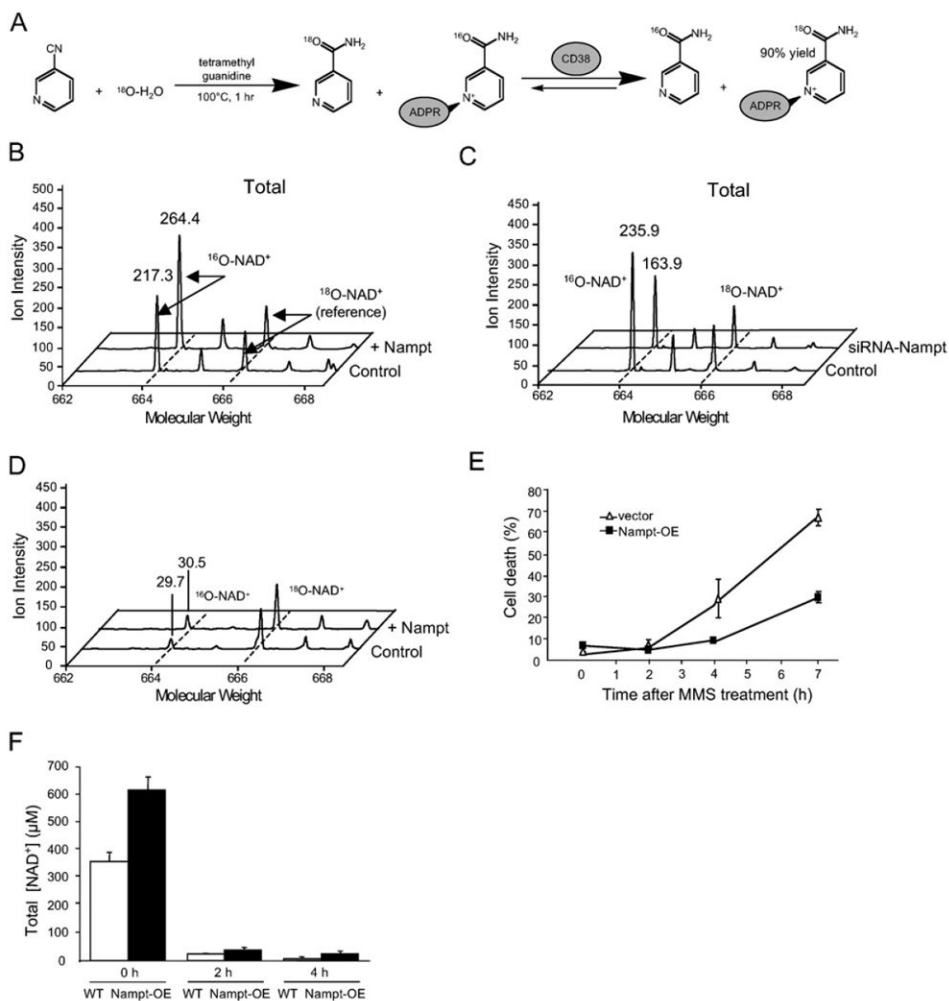 A
CN
N
+
¹⁸O-H₂O
tetramethyl
guanidine
100°C, 1 hr
¹⁸O
NH₂
N
+
¹⁶O
NH₂
N⁺
ADPR
CD38
¹⁶O
NH₂
N
+
90% yield
¹⁸O
NH₂
N⁺
ADPR
B
Total
Ion Intensity
500
450
400
350
300
250
200
150
100
50
0
264.4
217.3
¹⁶O-NAD⁺
¹⁸O-NAD⁺
(reference)
+ Nampt
Control
662 664 666 668
Molecular Weight
C
Total
Ion Intensity
450
400
350
300
250
200
150
100
50
0
235.9
163.9
¹⁶O-NAD⁺
¹⁸O-NAD⁺
siRNA-Nampt
Control
662 664 666 668
Molecular Weight
D
Ion Intensity
450
400
350
300
250
200
150
100
50
0
30.5
29.7
¹⁶O-NAD⁺
¹⁸O-NAD⁺
+ Nampt
Control
662 664 666 668
Molecular Weight
E
Cell death (%)
80
70
60
50
40
30
20
10
0
vector
Nampt-OE
0 1 2 3 4 5 6 7
Time after MMS treatment (h)
F
Total [NAD⁺] (μM)
700
600
500
400
300
200
100
0
0 h 2 h 4 h
WT Nampt-OE WT Nampt-OE WT Nampt-OE